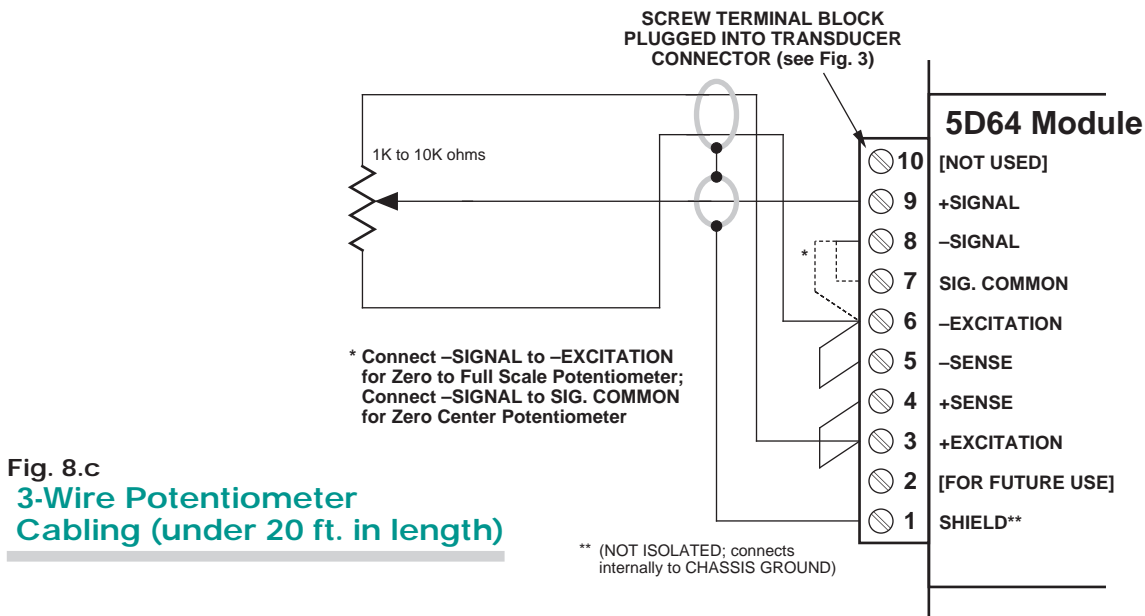 SCREW TERMINAL BLOCK
PLUGGED INTO TRANSDUCER
CONNECTOR (see Fig. 3)
5D64 Module
1K to 10K ohms
10 [NOT USED]
9 +SIGNAL
8 –SIGNAL
*
7 SIG. COMMON
6 –EXCITATION
5 –SENSE
4 +SENSE
3 +EXCITATION
2 [FOR FUTURE USE]
1 SHIELD**
* Connect –SIGNAL to –EXCITATION
for Zero to Full Scale Potentiometer;
Connect –SIGNAL to SIG. COMMON
for Zero Center Potentiometer
Fig. 8.c
3-Wire Potentiometer
Cabling (under 20 ft. in length)
** (NOT ISOLATED; connects
internally to CHASSIS GROUND)